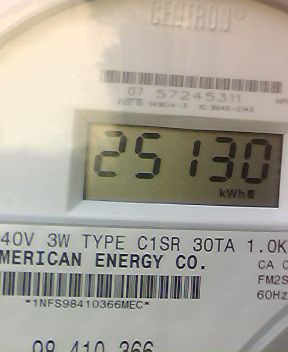 CENTRON®
07 57245311
25130
kWh
40V 3W TYPE C1SR 30TA 1.0K
MERICAN ENERGY CO.
CA 0
FM2S
60Hz
*1NFS98410366MEC*
98 410 366